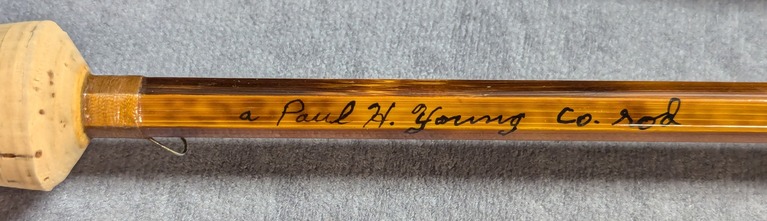 a Paul H. Young Co. rod